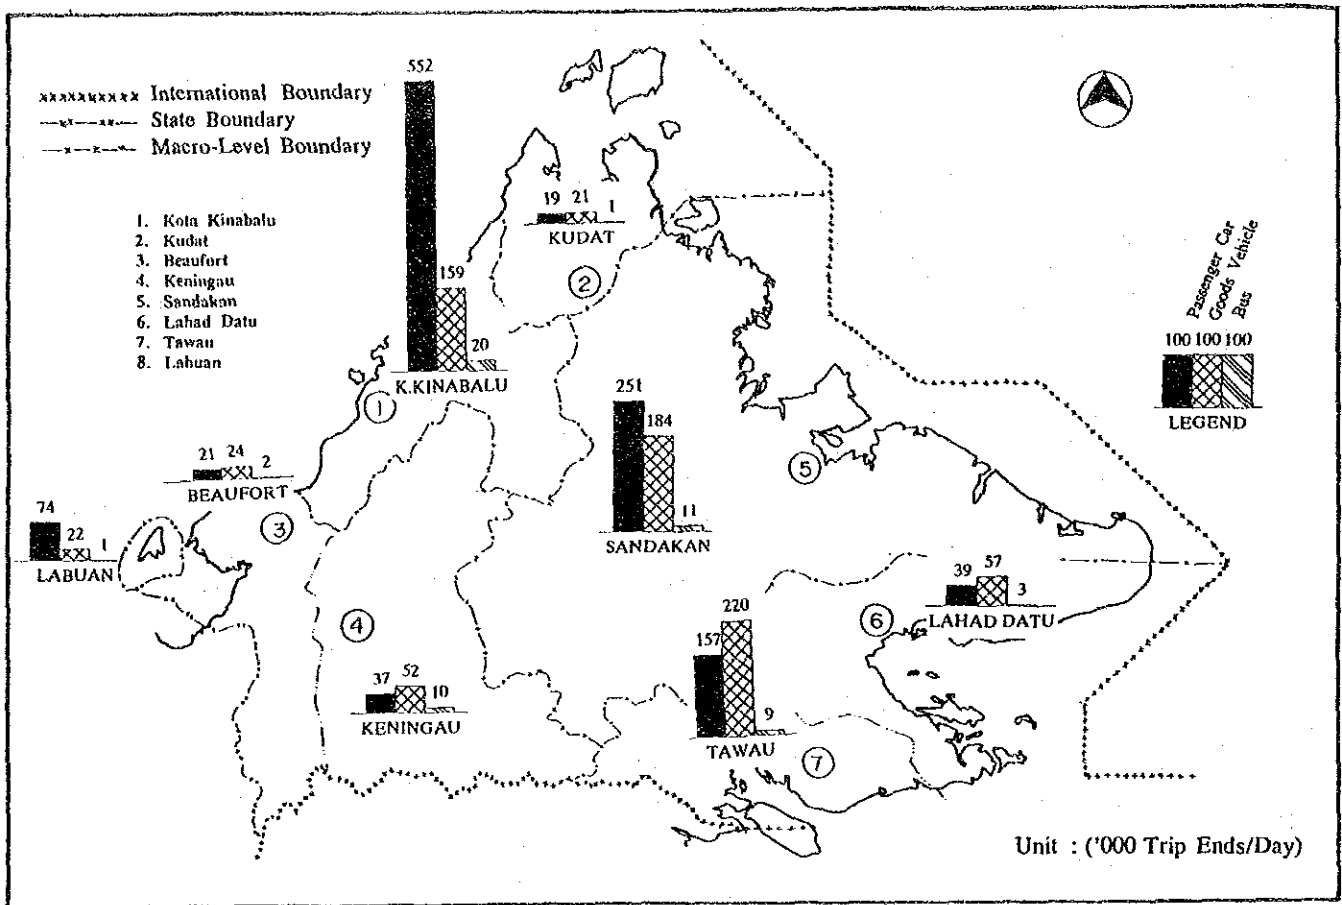 International Boundary
State Boundary
Macro-Level Boundary
1. Kota Kinabalu
2. Kudat
3. Beaufort
4. Keningau
5. Sandakan
6. Lahad Datu
7. Tawau
8. Labuan
552
159
20
K.KINABALU
1
19 21 1
KUDAT
2
Passenger Car
Goods Vehicle
Bus
100 100 100
LEGEND
251
184
11
SANDAKAN
5
21 24 2
BEAUFORT
3
74
22 1
LABUAN
39 57 3
LAHAD DATU
6
4
37 52 10
KENINGAU
220
157
9
TAWAU
7
Unit : ('000 Trip Ends/Day)